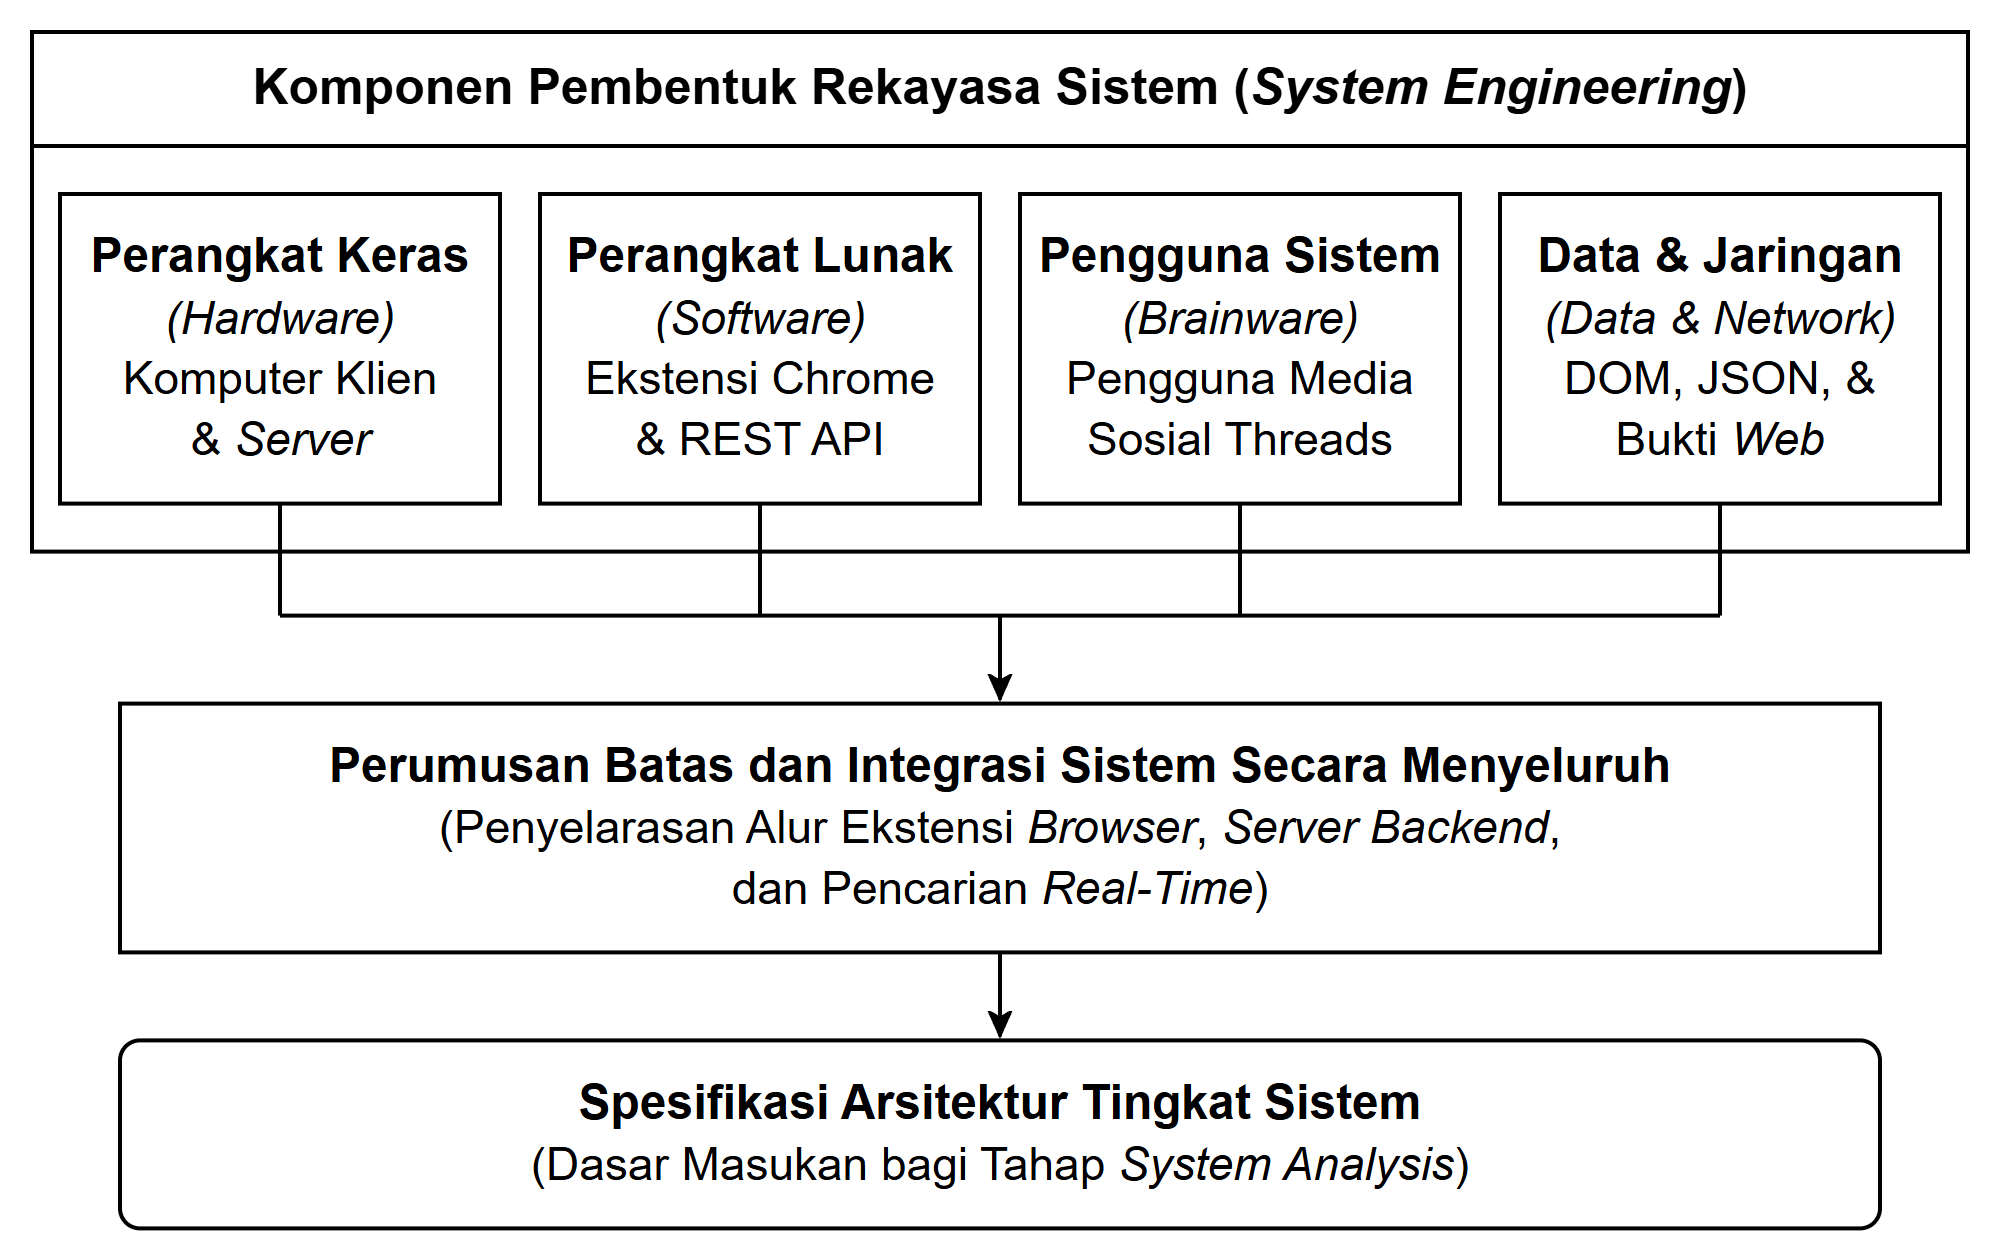 Komponen Pembentuk Rekayasa Sistem (System Engineering)
Perangkat Keras
(Hardware)
Komputer Klien
& Server
Perangkat Lunak
(Software)
Ekstensi Chrome
& REST API
Pengguna Sistem
(Brainware)
Pengguna Media
Sosial Threads
Data & Jaringan
(Data & Network)
DOM, JSON, &
Bukti Web
Perumusan Batas dan Integrasi Sistem Secara Menyeluruh
(Penyelarasan Alur Ekstensi Browser, Server Backend,
dan Pencarian Real-Time)
Spesifikasi Arsitektur Tingkat Sistem
(Dasar Masukan bagi Tahap System Analysis)